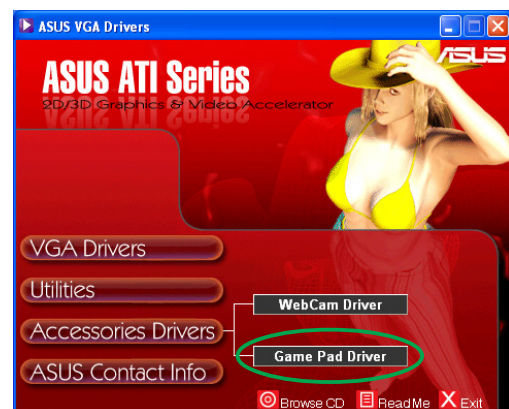 ASUS VGA Drivers
ASUS
ASUS ATI Series
2D/3D Graphics & Video Accelerator
VGA Drivers
Utilities
WebCam Driver
Accessories Drivers
Game Pad Driver
ASUS Contact Info
Browse CD ReadMe X Exit